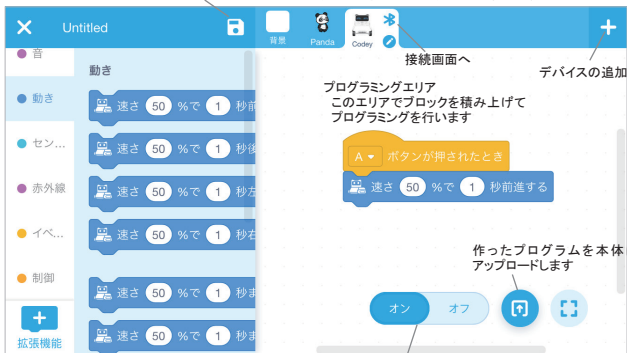 Untitled
背景
Panda
Codey
接続画面へ
デバイスの追加
音
動き
セン...
赤外線
イベ...
制御
拡張機能
動き
速さ 50 %で 1 秒前
速さ 50 %で 1 秒後
速さ 50 %で 1 秒左
速さ 50 %で 1 秒右
速さ 50 %で 1 秒ま
速さ 50 %で 1 秒ま
プログラミングエリア
このエリアでブロックを積み上げて
プログラミングを行います
A ボタンが押されたとき
速さ 50 %で 1 秒前進する
作ったプログラムを本体
アップロードします
オン オフ